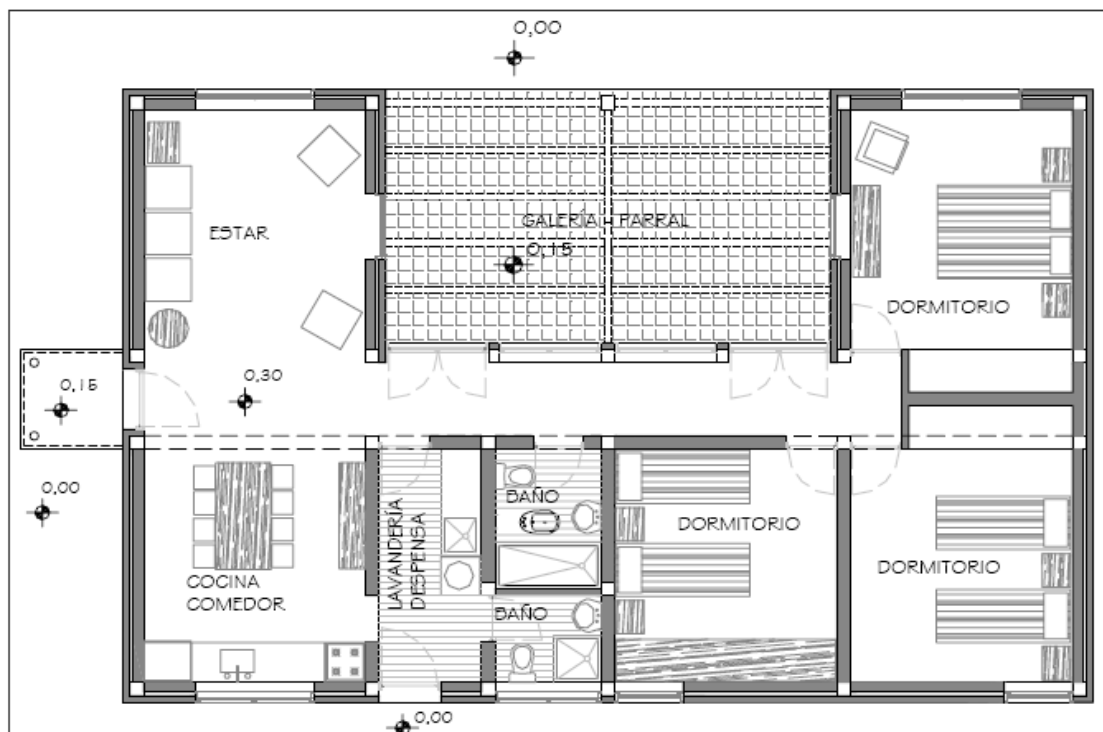 0,00
ESTAR
GALERÍA - PARRAL
0,15
DORMITORIO
0,15
0,30
0,00
BAÑO
LAVANDERÍA
DESPENSA
DORMITORIO
DORMITORIO
COCINA
COMEDOR
BAÑO
0,00